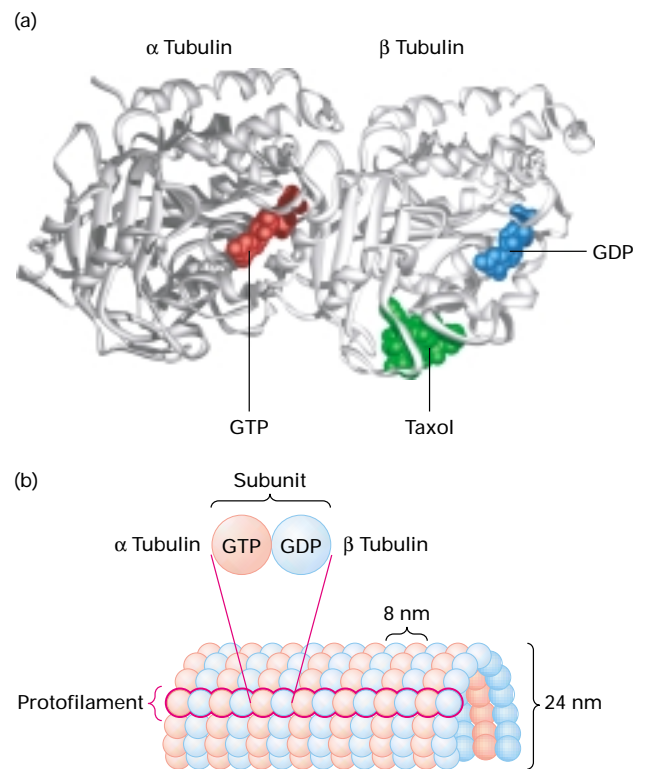 (a)
α Tubulin β Tubulin
GDP
GTP Taxol
(b)
Subunit
α Tubulin GTP GDP β Tubulin
8 nm
Protofilament 24 nm